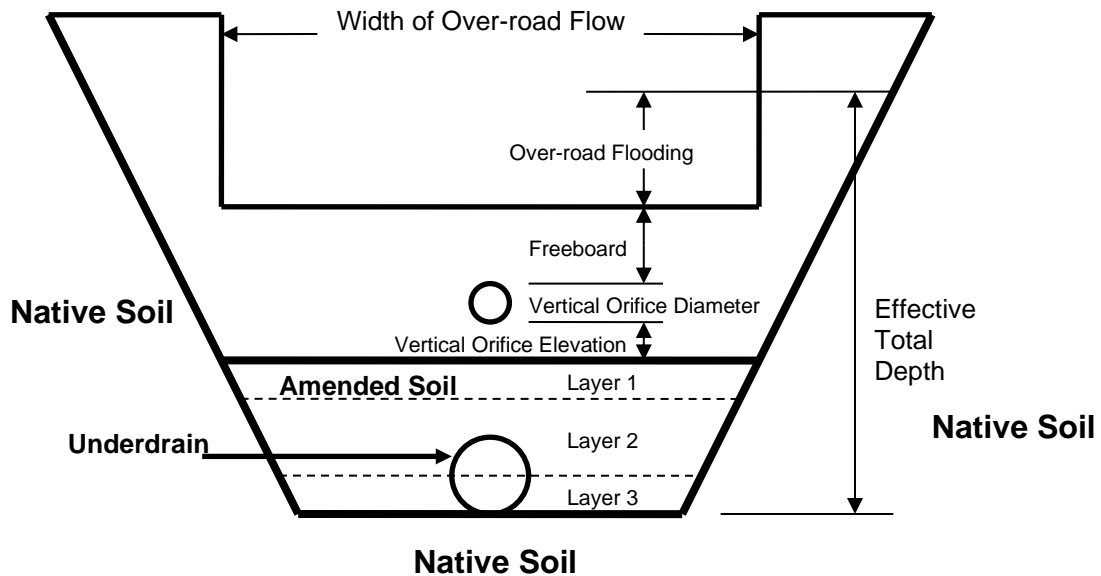 Width of Over-road Flow
Over-road Flooding
Freeboard
Vertical Orifice Diameter
Vertical Orifice Elevation
Native Soil
Effective
Total
Depth
Amended Soil
Layer 1
Underdrain
Layer 2
Native Soil
Layer 3
Native Soil